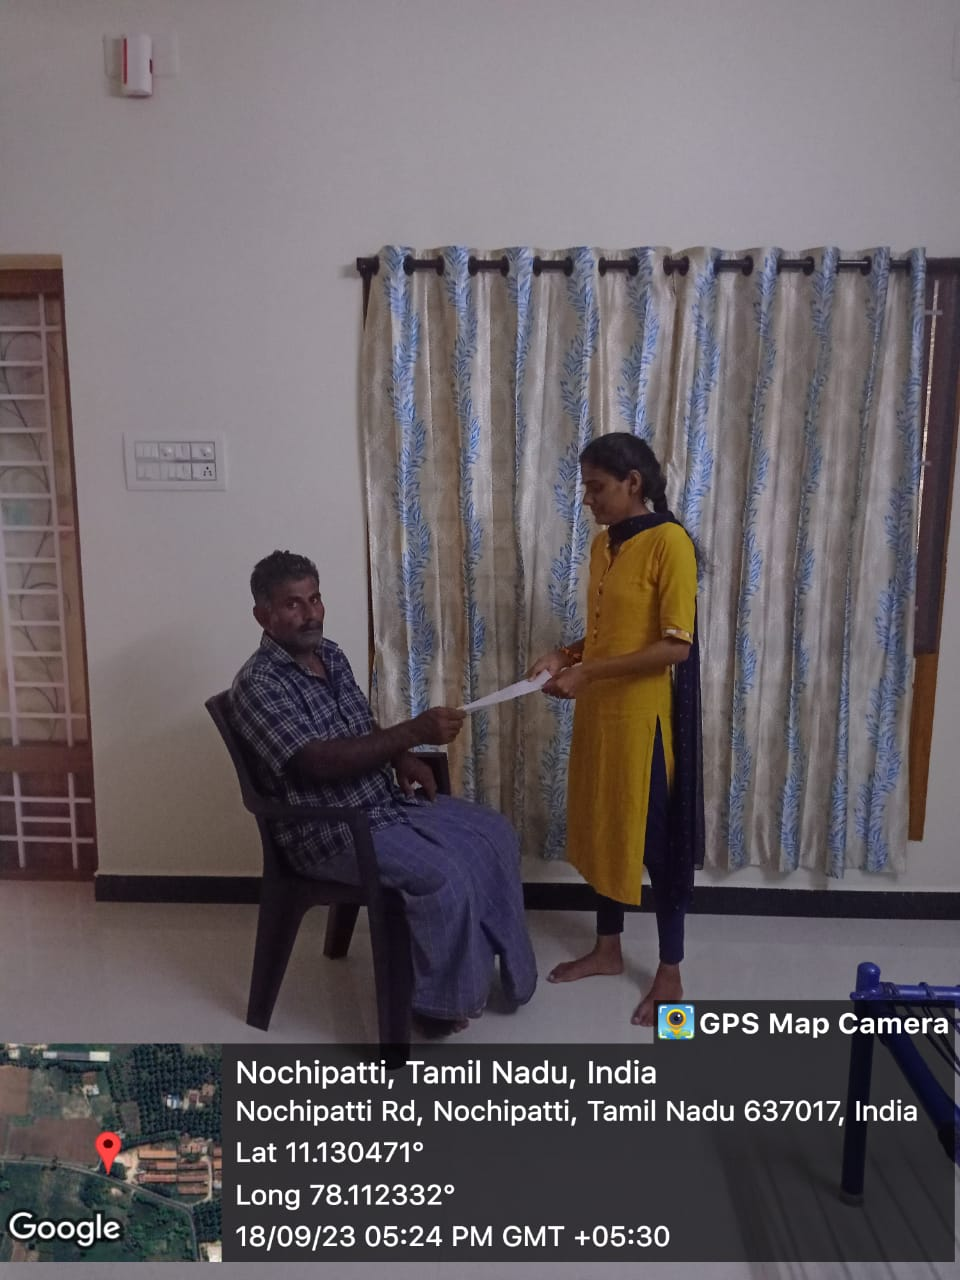 GPS Map Camera
Nochipatti, Tamil Nadu, India
Nochipatti Rd, Nochipatti, Tamil Nadu 637017, India
Lat 11.130471°
Long 78.112332°
18/09/23 05:24 PM GMT +05:30
Google